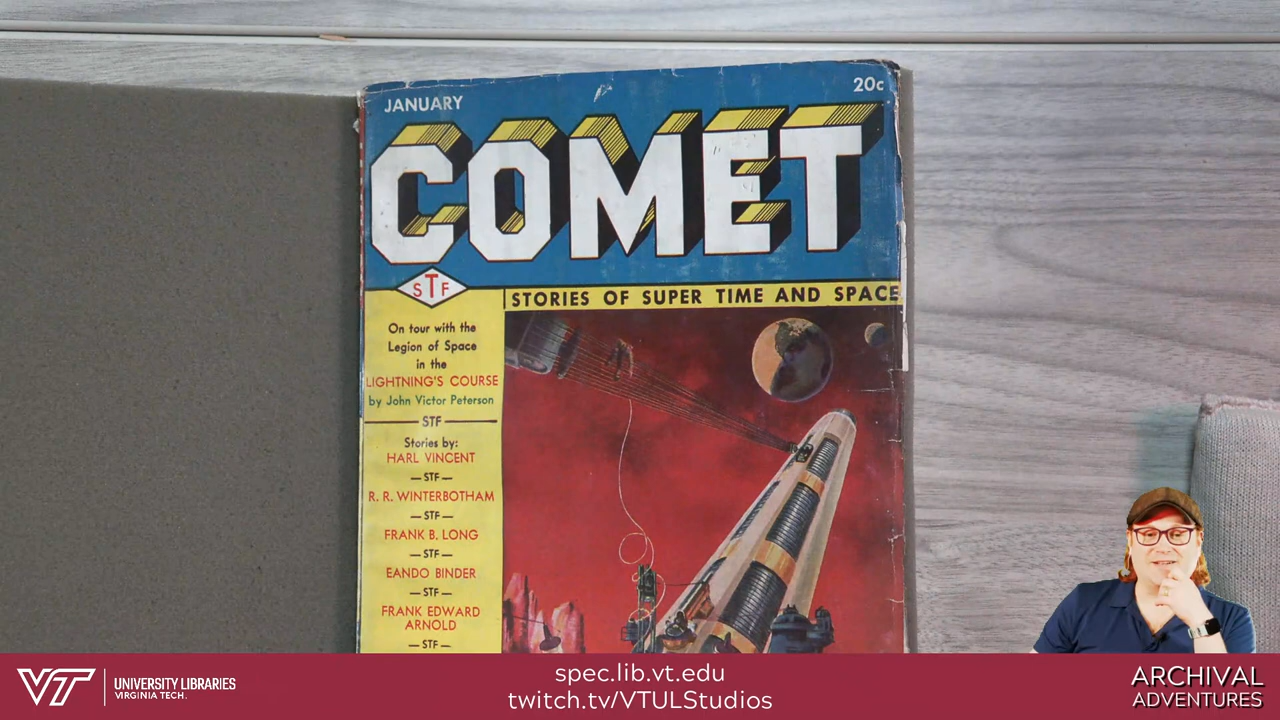 JANUARY
20c
COMET
STF
STORIES OF SUPER TIME AND SPACE
On tour with the
Legion of Space
in the
LIGHTNING'S COURSE
by John Victor Peterson
STF
Stories by:
HARL VINCENT
— STF —
R. R. WINTERBOTHAM
— STF —
FRANK B. LONG
— STF —
EANDO BINDER
— STF —
FRANK EDWARD
ARNOLD
— STF —
VT
UNIVERSITY LIBRARIES
VIRGINIA TECH.
spec.lib.vt.edu
twitch.tv/VTULStudios
ARCHIVAL
ADVENTURES